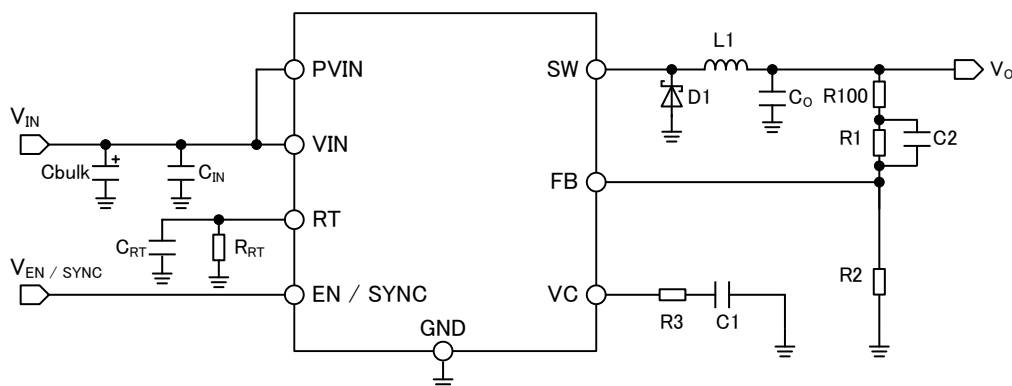 L1
PVIN
SW
VO
D1
CO
R100
VIN
R1
C2
VIN
Cbulk
+
CIN
FB
RT
CRT
RRT
VEN / SYNC
EN / SYNC
VC
R2
R3
C1
GND